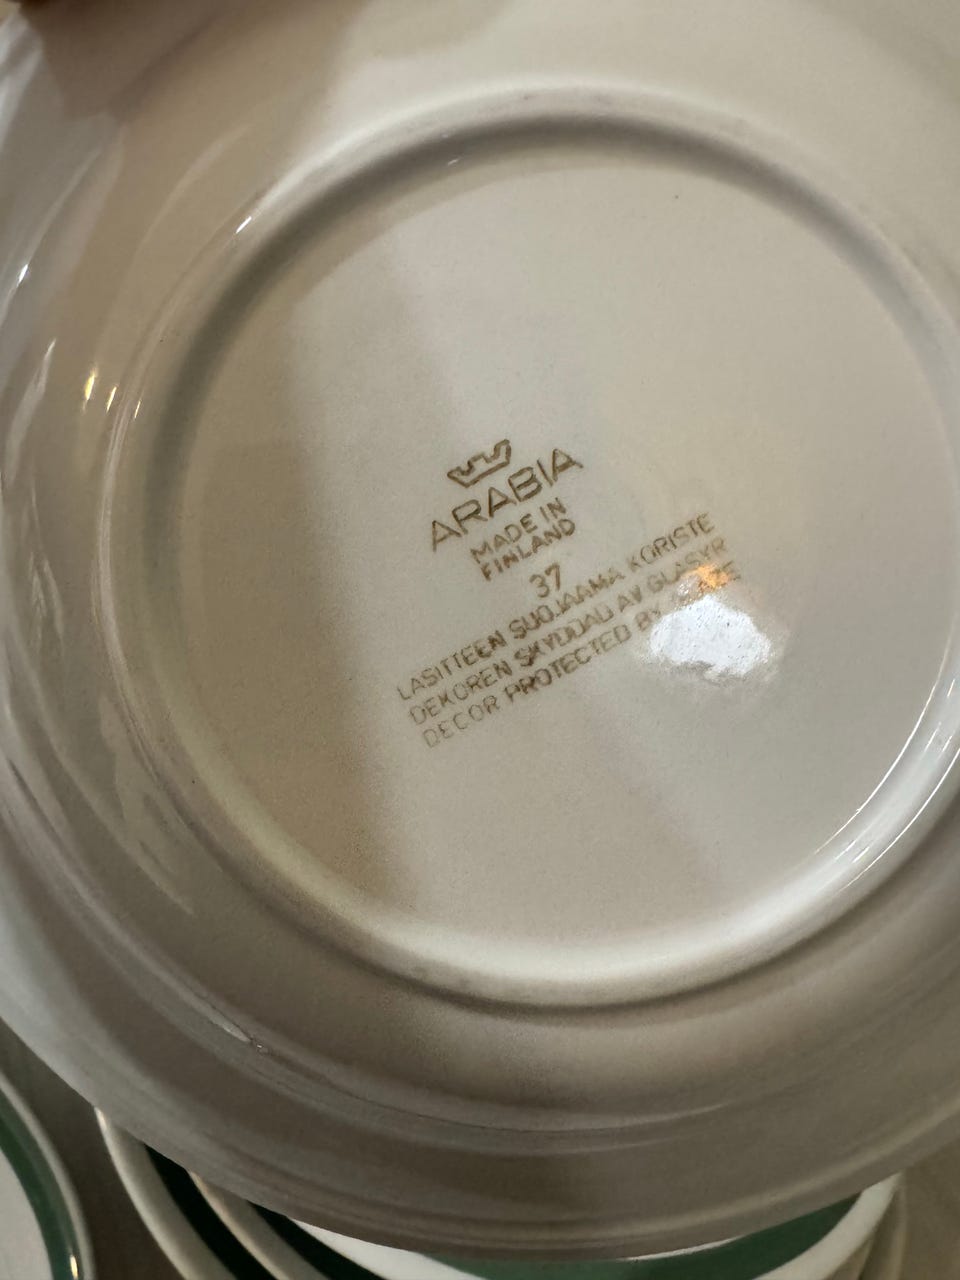 ARABIA
MADE IN
FINLAND
37
LASITTEEN SUOJAAMA KORISTE
DEKOREN SKYDDAD AV GLASYR
DECOR PROTECTED BY